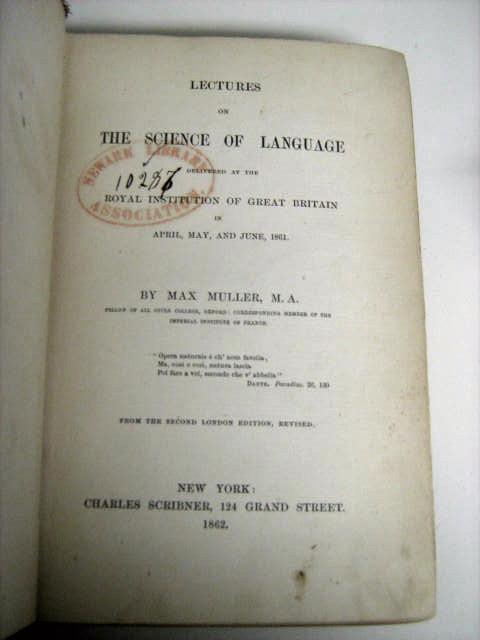 LECTURES
ON
THE SCIENCE OF LANGUAGE
DELIVERED AT THE
ROYAL INSTITUTION OF GREAT BRITAIN
IN
APRIL, MAY, AND JUNE, 1861.
NEWARK LIBRARY
ASSOCIATION.
BY MAX MULLER, M. A.
FELLOW OF ALL SOULS COLLEGE, OXFORD: CORRESPONDING MEMBER OF THE
IMPERIAL INSTITUTE OF FRANCE.
"Opera naturale è ch' uom favella;
Ma, cosi o cosi, natura lascia
Poi fare a voi, secondo che v' abbella"
DANTE, Paradiso. 26, 130
FROM THE SECOND LONDON EDITION, REVISED.
NEW YORK:
CHARLES SCRIBNER, 124 GRAND STREET.
1862.